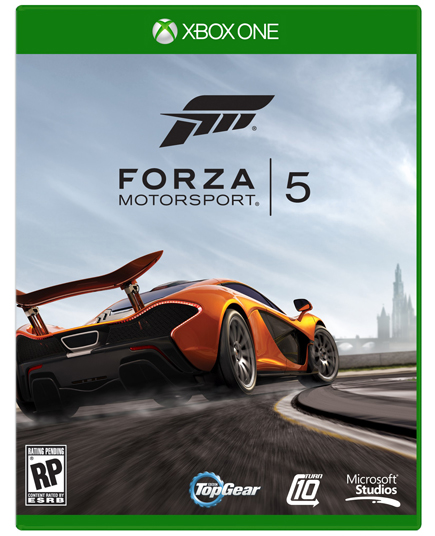 XBOX ONE
FORZA
MOTORSPORT® | 5
RATING PENDING
RP
CONTENT RATED BY
ESRB
TopGear
TURN
10
Microsoft®
Studios